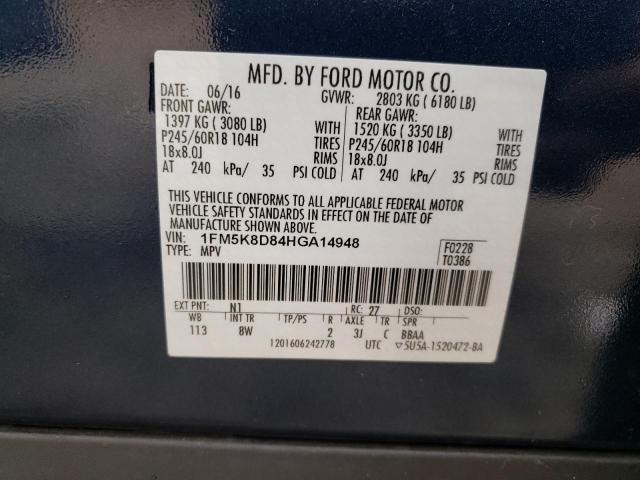 MFD. BY FORD MOTOR CO.
DATE: 06/16 GVWR: 2803 KG ( 6180 LB)
FRONT GAWR: REAR GAWR:
1397 KG ( 3080 LB) WITH 1520 KG ( 3350 LB) WITH
P245/60R18 104H TIRES P245/60R18 104H TIRES
18x8.0J RIMS 18x8.0J RIMS
AT 240 kPa/ 35 PSI COLD AT 240 kPa/ 35 PSI COLD
THIS VEHICLE CONFORMS TO ALL APPLICABLE FEDERAL MOTOR
VEHICLE SAFETY STANDARDS IN EFFECT ON THE DATE OF
MANUFACTURE SHOWN ABOVE.
VIN: 1FM5K8D84HGA14948 F0228
TYPE: MPV T0386
EXT PNT: N1 RC: 27 DSO:
WB INT TR TP/PS R AXLE TR SPR
113 8W 2 3J C BBAA
1201606242778 UTC ▽5U5A-1520472-BA